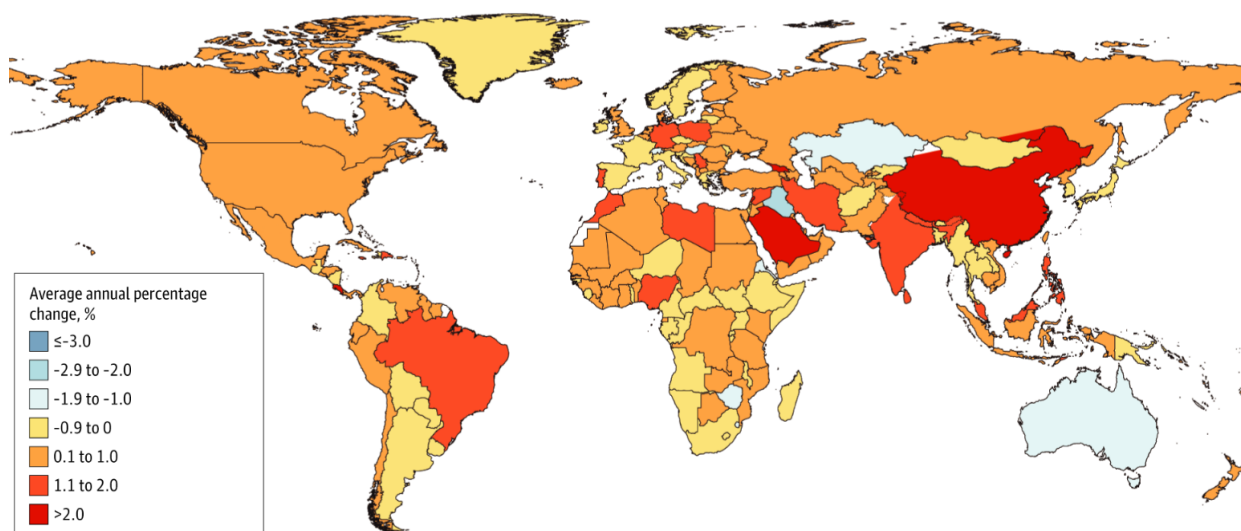 Average annual percentage
change, %
≤–3.0
–2.9 to –2.0
–1.9 to –1.0
–0.9 to 0
0.1 to 1.0
1.1 to 2.0
>2.0